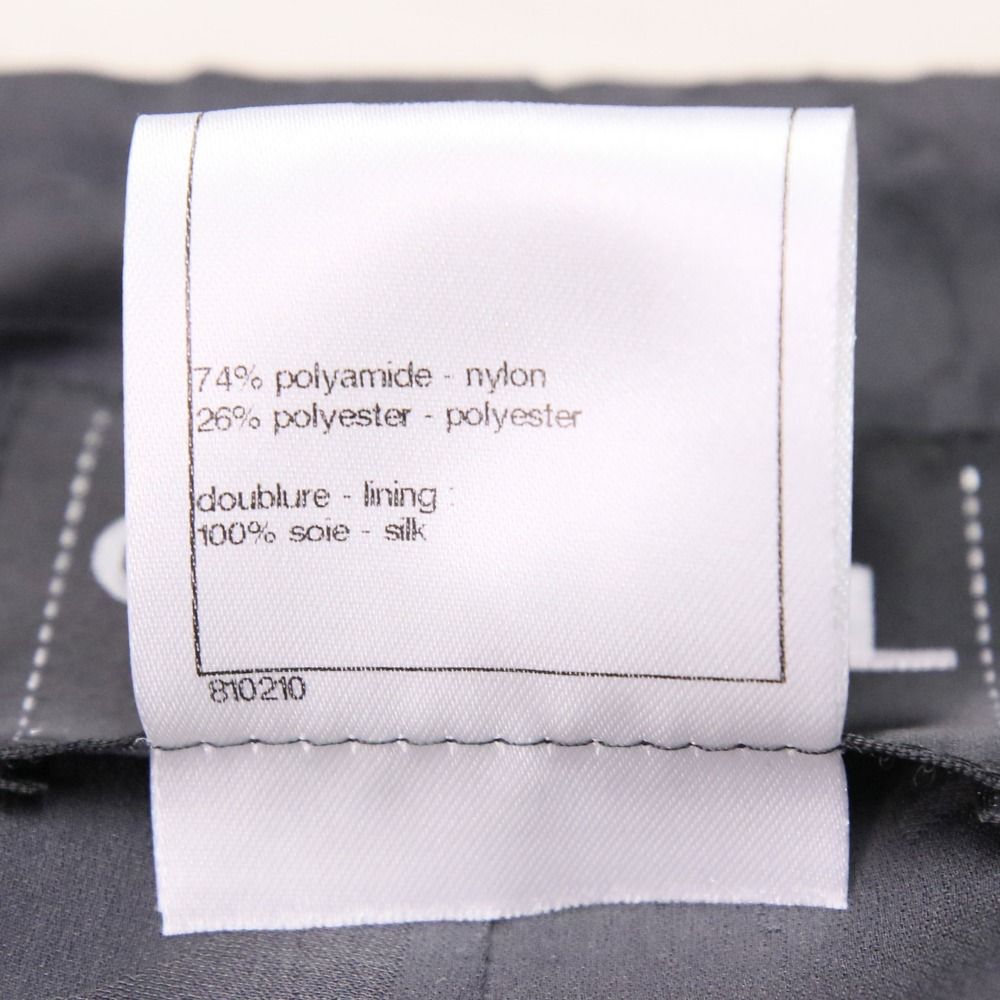 74% polyamide - nylon
26% polyester - polyester
doublure - lining :
100% soie - silk
810210